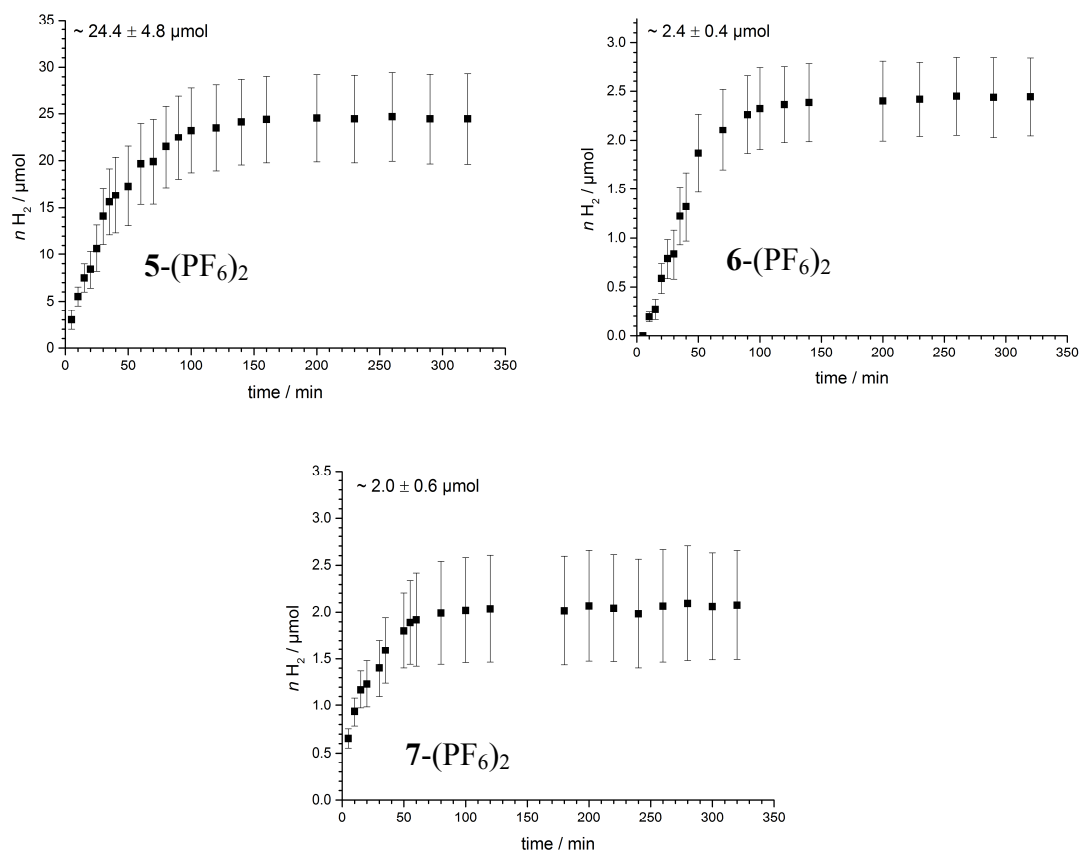 ~ 24.4 ± 4.8 µmol
35
30
25
20
15
10
5
0
n H₂ / µmol
5-(PF₆)₂
0 50 100 150 200 250 300 350
time / min
~ 2.4 ± 0.4 µmol
3.0
2.5
2.0
1.5
1.0
0.5
0.0
n H₂ / µmol
6-(PF₆)₂
0 50 100 150 200 250 300 350
time / min
~ 2.0 ± 0.6 µmol
3.5
3.0
2.5
2.0
1.5
1.0
0.5
0.0
n H₂ / µmol
7-(PF₆)₂
0 50 100 150 200 250 300 350
time / min